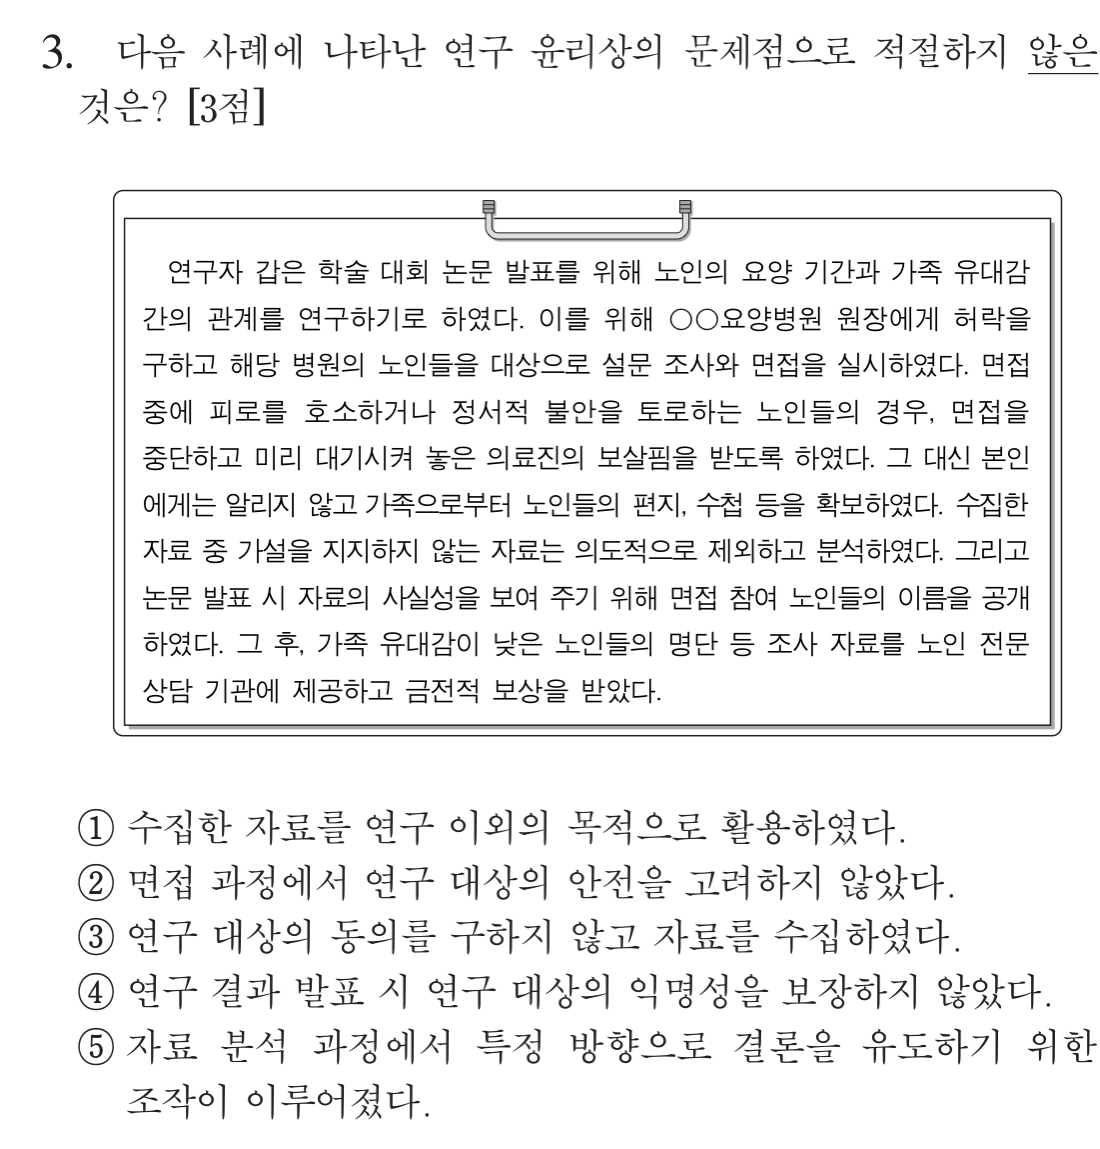 3. 다음 사례에 나타난 연구 윤리상의 문제점으로 적절하지 않은
것은? [3점]
연구자 갑은 학술 대회 논문 발표를 위해 노인의 요양 기간과 가족 유대감
간의 관계를 연구하기로 하였다. 이를 위해 ○○요양병원 원장에게 허락을
구하고 해당 병원의 노인들을 대상으로 설문 조사와 면접을 실시하였다. 면접
중에 피로를 호소하거나 정서적 불안을 토로하는 노인들의 경우, 면접을
중단하고 미리 대기시켜 놓은 의료진의 보살핌을 받도록 하였다. 그 대신 본인
에게는 알리지 않고 가족으로부터 노인들의 편지, 수첩 등을 확보하였다. 수집한
자료 중 가설을 지지하지 않는 자료는 의도적으로 제외하고 분석하였다. 그리고
논문 발표 시 자료의 사실성을 보여 주기 위해 면접 참여 노인들의 이름을 공개
하였다. 그 후, 가족 유대감이 낮은 노인들의 명단 등 조사 자료를 노인 전문
상담 기관에 제공하고 금전적 보상을 받았다.
① 수집한 자료를 연구 이외의 목적으로 활용하였다.
② 면접 과정에서 연구 대상의 안전을 고려하지 않았다.
③ 연구 대상의 동의를 구하지 않고 자료를 수집하였다.
④ 연구 결과 발표 시 연구 대상의 익명성을 보장하지 않았다.
⑤ 자료 분석 과정에서 특정 방향으로 결론을 유도하기 위한
조작이 이루어졌다.